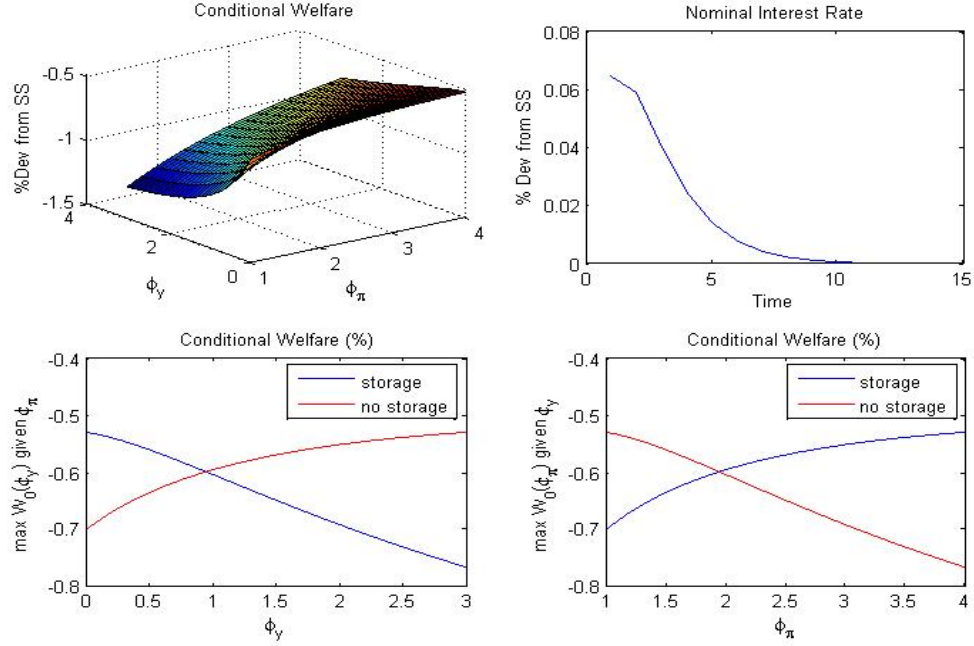 Conditional Welfare
%Dev from SS
-0.5
-1
-1.5
4
2
0
1
2
3
4
ϕy
ϕπ
Nominal Interest Rate
% Dev from SS
0.08
0.06
0.04
0.02
0
0
5
10
15
Time
Conditional Welfare (%)
max W_0(ϕy) given ϕπ
-0.4
-0.5
-0.6
-0.7
-0.8
storage
no storage
0
0.5
1
1.5
2
2.5
3
ϕy
Conditional Welfare (%)
max W_0(ϕπ) given ϕy
-0.4
-0.5
-0.6
-0.7
-0.8
storage
no storage
1
1.5
2
2.5
3
3.5
4
ϕπ